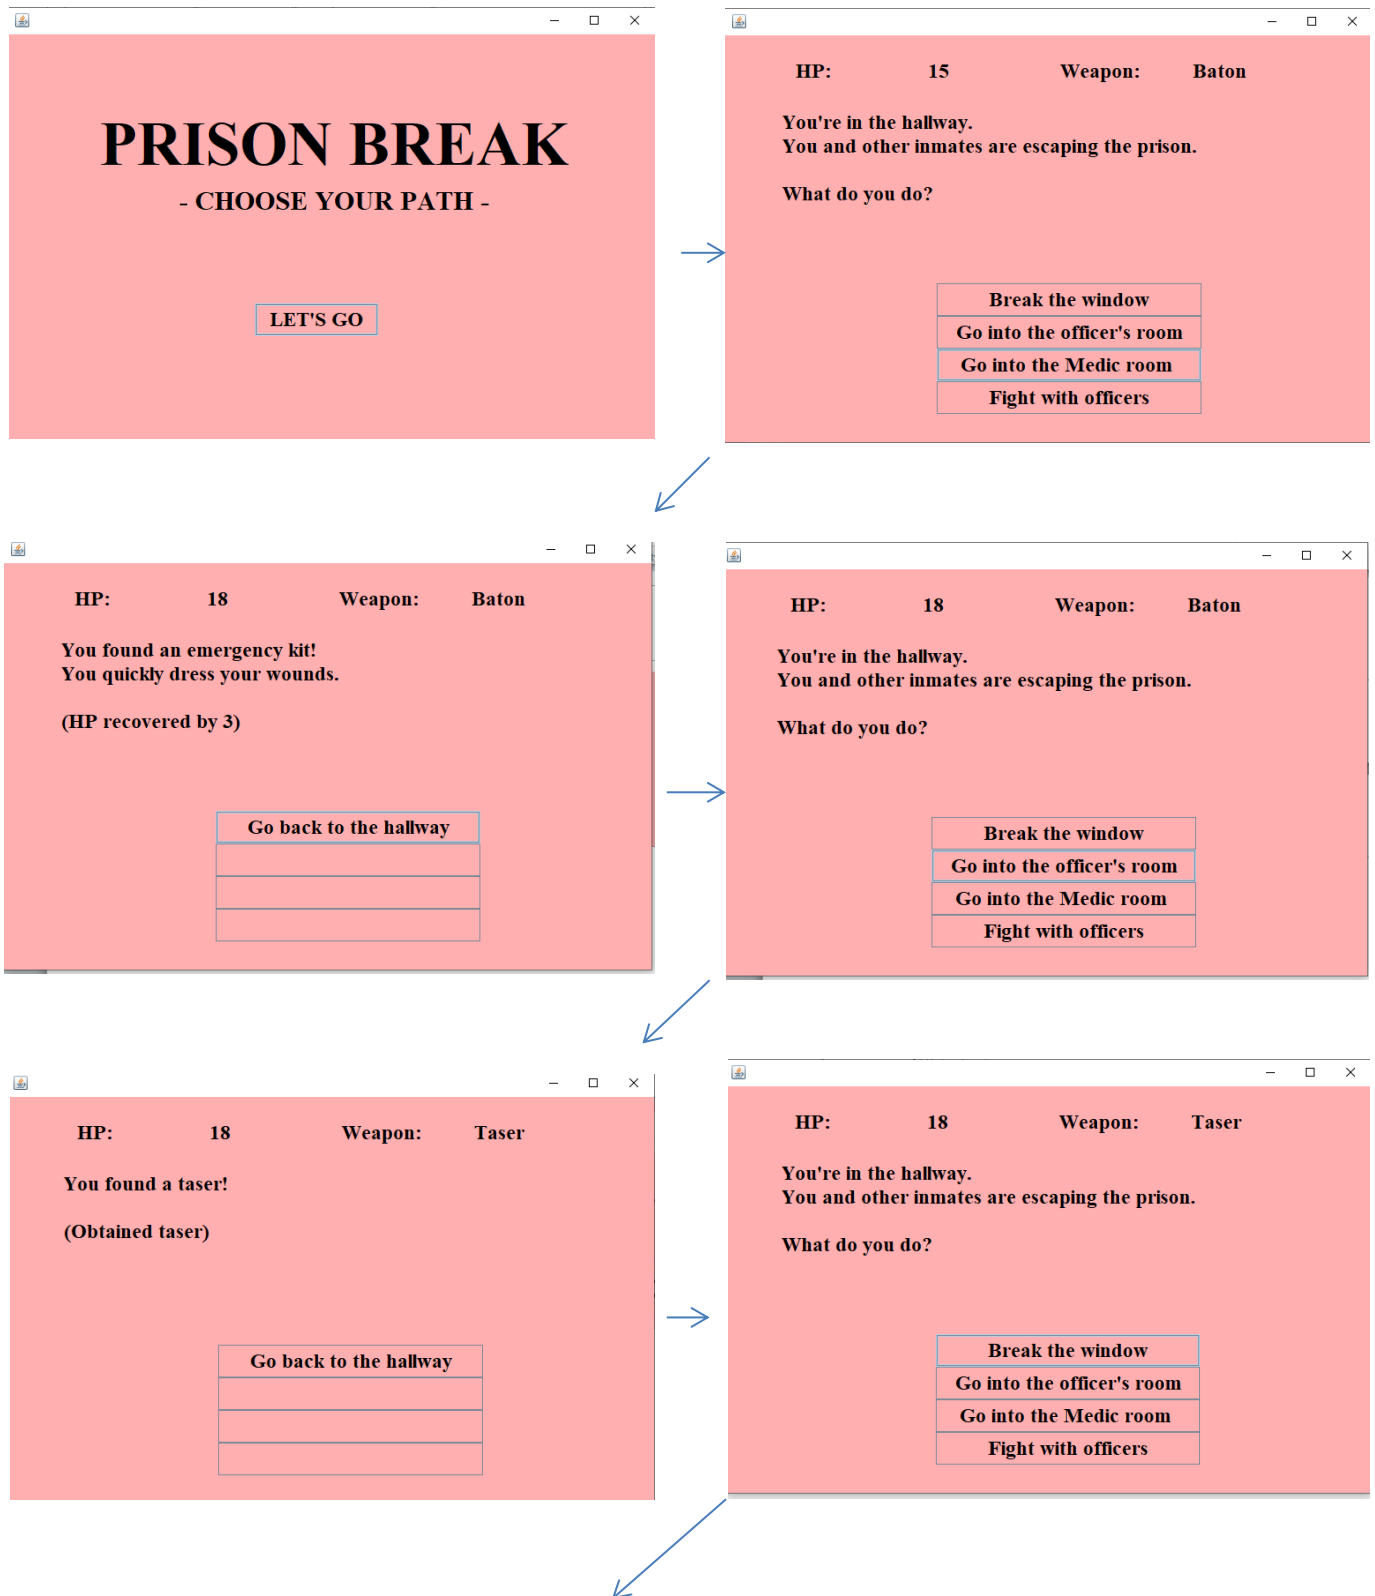 PRISON BREAK
- CHOOSE YOUR PATH -
LET'S GO
HP: 15 Weapon: Baton
You're in the hallway.
You and other inmates are escaping the prison.
What do you do?
Break the window
Go into the officer's room
Go into the Medic room
Fight with officers
HP: 18 Weapon: Baton
You found an emergency kit!
You quickly dress your wounds.
(HP recovered by 3)
Go back to the hallway
HP: 18 Weapon: Baton
You're in the hallway.
You and other inmates are escaping the prison.
What do you do?
Break the window
Go into the officer's room
Go into the Medic room
Fight with officers
HP: 18 Weapon: Taser
You found a taser!
(Obtained taser)
Go back to the hallway
HP: 18 Weapon: Taser
You're in the hallway.
You and other inmates are escaping the prison.
What do you do?
Break the window
Go into the officer's room
Go into the Medic room
Fight with officers